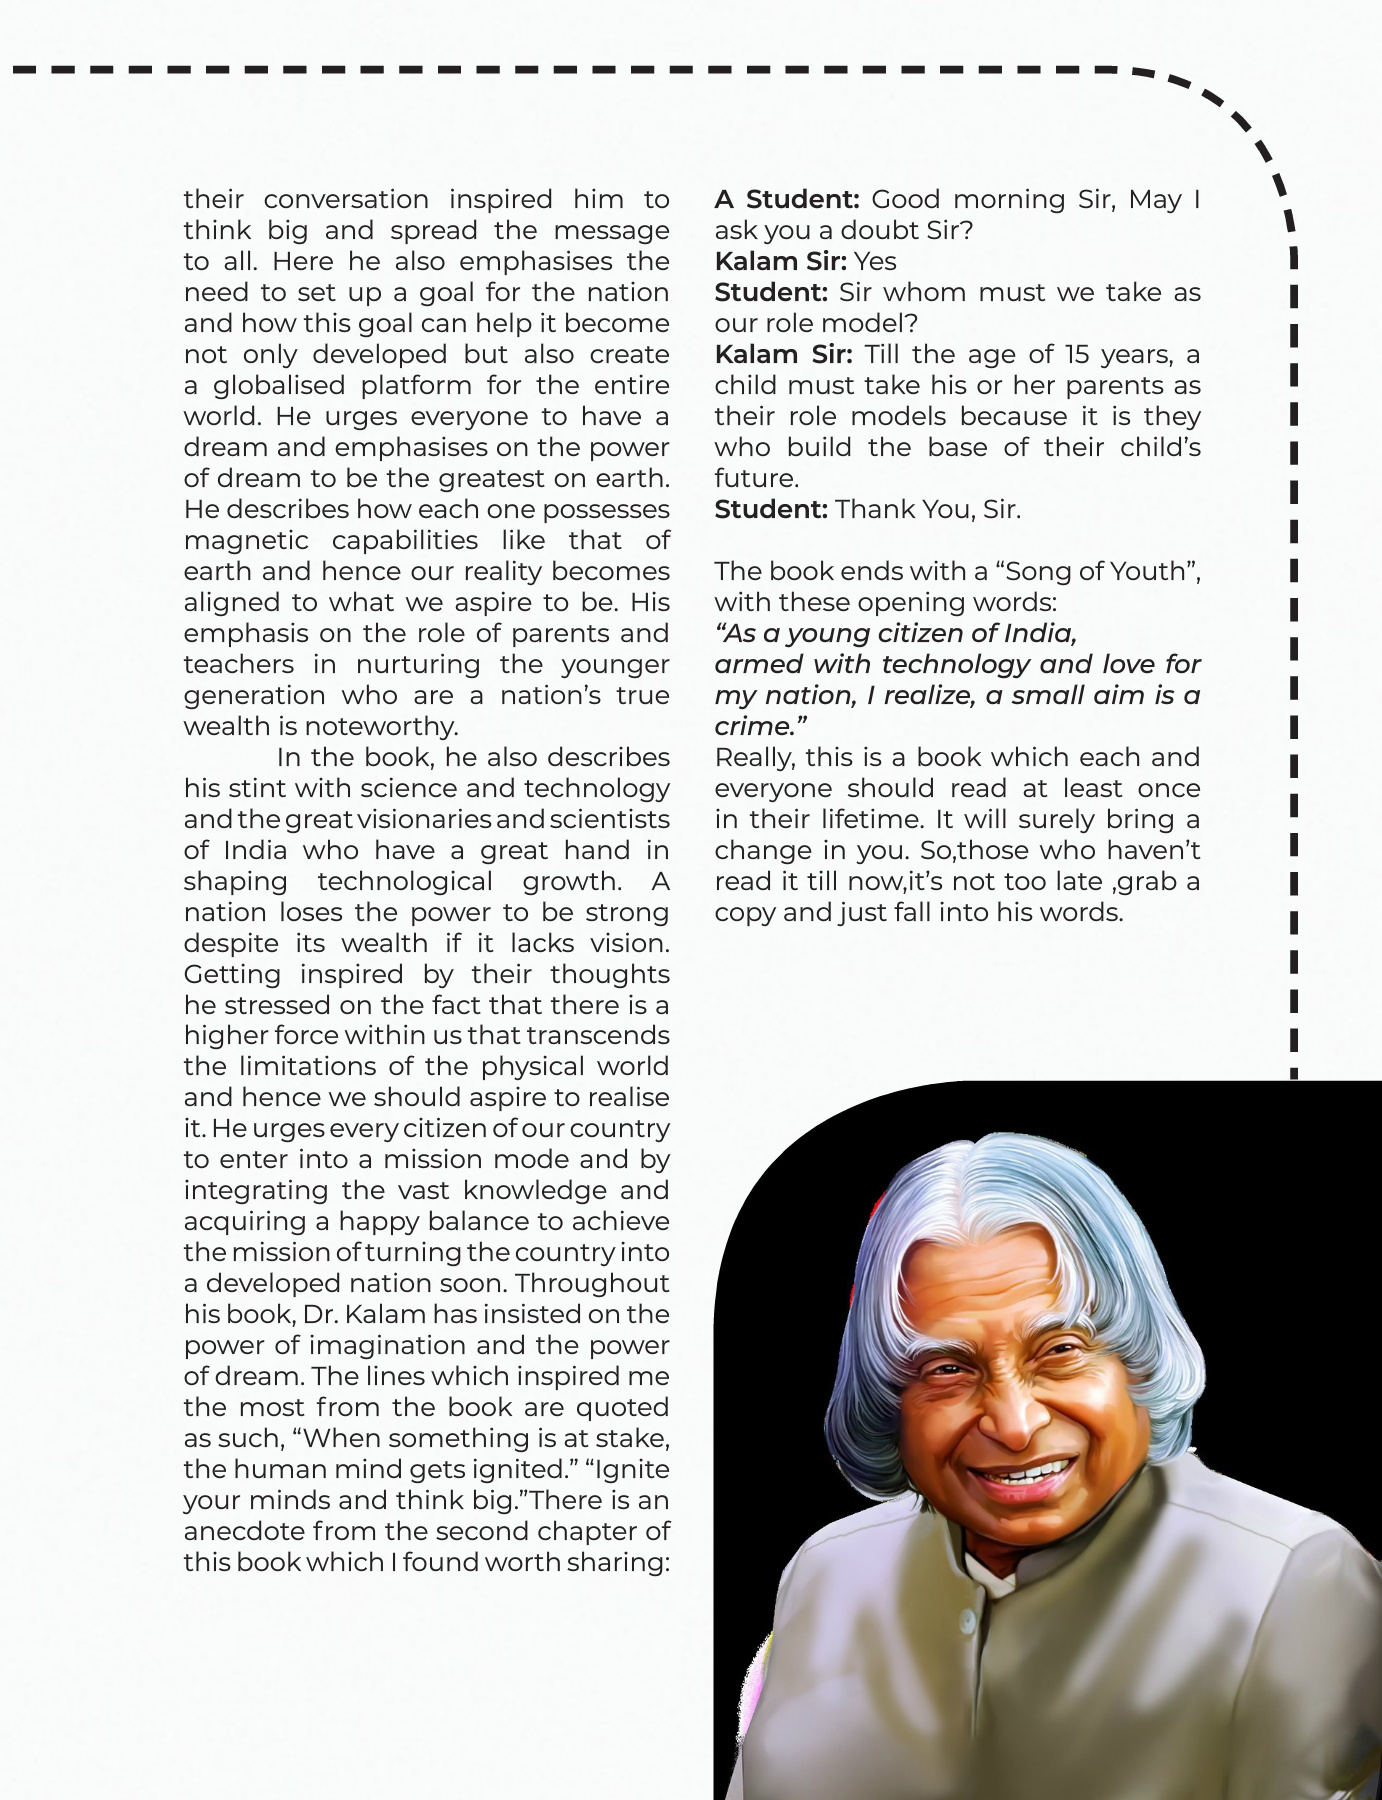 their conversation inspired him to
think big and spread the message
to all. Here he also emphasises the
need to set up a goal for the nation
and how this goal can help it become
not only developed but also create
a globalised platform for the entire
world. He urges everyone to have a
dream and emphasises on the power
of dream to be the greatest on earth.
He describes how each one possesses
magnetic capabilities like that of
earth and hence our reality becomes
aligned to what we aspire to be. His
emphasis on the role of parents and
teachers in nurturing the younger
generation who are a nation’s true
wealth is noteworthy.
In the book, he also describes
his stint with science and technology
and the great visionaries and scientists
of India who have a great hand in
shaping technological growth. A
nation loses the power to be strong
despite its wealth if it lacks vision.
Getting inspired by their thoughts
he stressed on the fact that there is a
higher force within us that transcends
the limitations of the physical world
and hence we should aspire to realise
it. He urges every citizen of our country
to enter into a mission mode and by
integrating the vast knowledge and
acquiring a happy balance to achieve
the mission of turning the country into
a developed nation soon. Throughout
his book, Dr. Kalam has insisted on the
power of imagination and the power
of dream. The lines which inspired me
the most from the book are quoted
as such, “When something is at stake,
the human mind gets ignited.” “Ignite
your minds and think big.”There is an
anecdote from the second chapter of
this book which I found worth sharing:
A Student: Good morning Sir, May I
ask you a doubt Sir?
Kalam Sir: Yes
Student: Sir whom must we take as
our role model?
Kalam Sir: Till the age of 15 years, a
child must take his or her parents as
their role models because it is they
who build the base of their child’s
future.
Student: Thank You, Sir.
The book ends with a “Song of Youth”,
with these opening words:
“As a young citizen of India,
armed with technology and love for
my nation, I realize, a small aim is a
crime.”
Really, this is a book which each and
everyone should read at least once
in their lifetime. It will surely bring a
change in you. So,those who haven’t
read it till now,it’s not too late ,grab a
copy and just fall into his words.